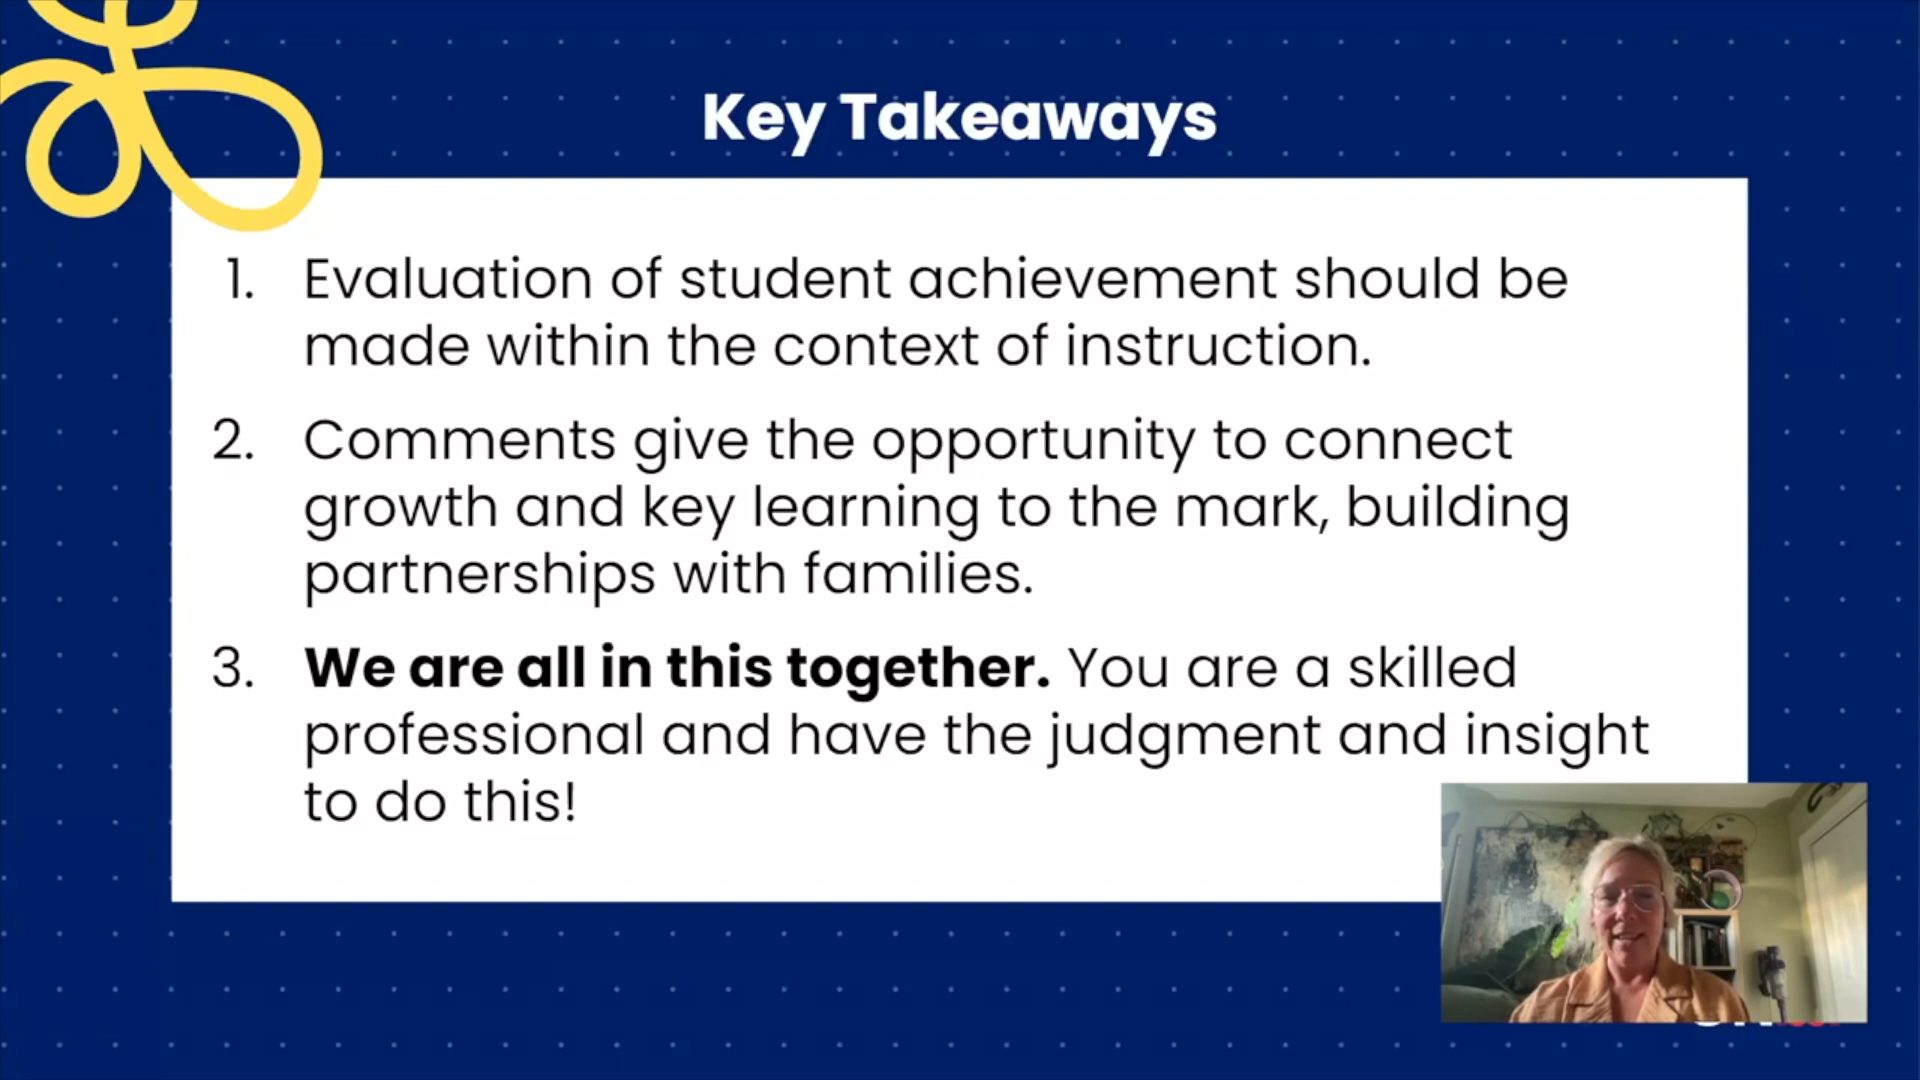 Key Takeaways
1. Evaluation of student achievement should be
made within the context of instruction.
2. Comments give the opportunity to connect
growth and key learning to the mark, building
partnerships with families.
3. We are all in this together. You are a skilled
professional and have the judgment and insight
to do this!